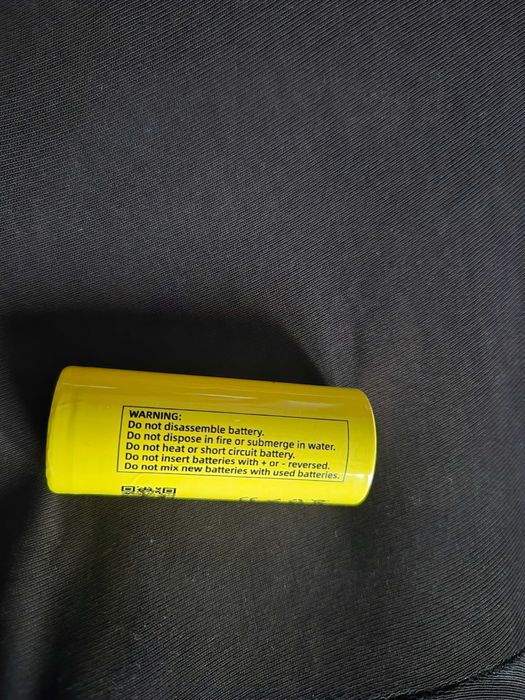 WARNING:
Do not disassemble battery.
Do not dispose in fire or submerge in water.
Do not heat or short circuit battery.
Do not insert batteries with + or - reversed.
Do not mix new batteries with used batteries.